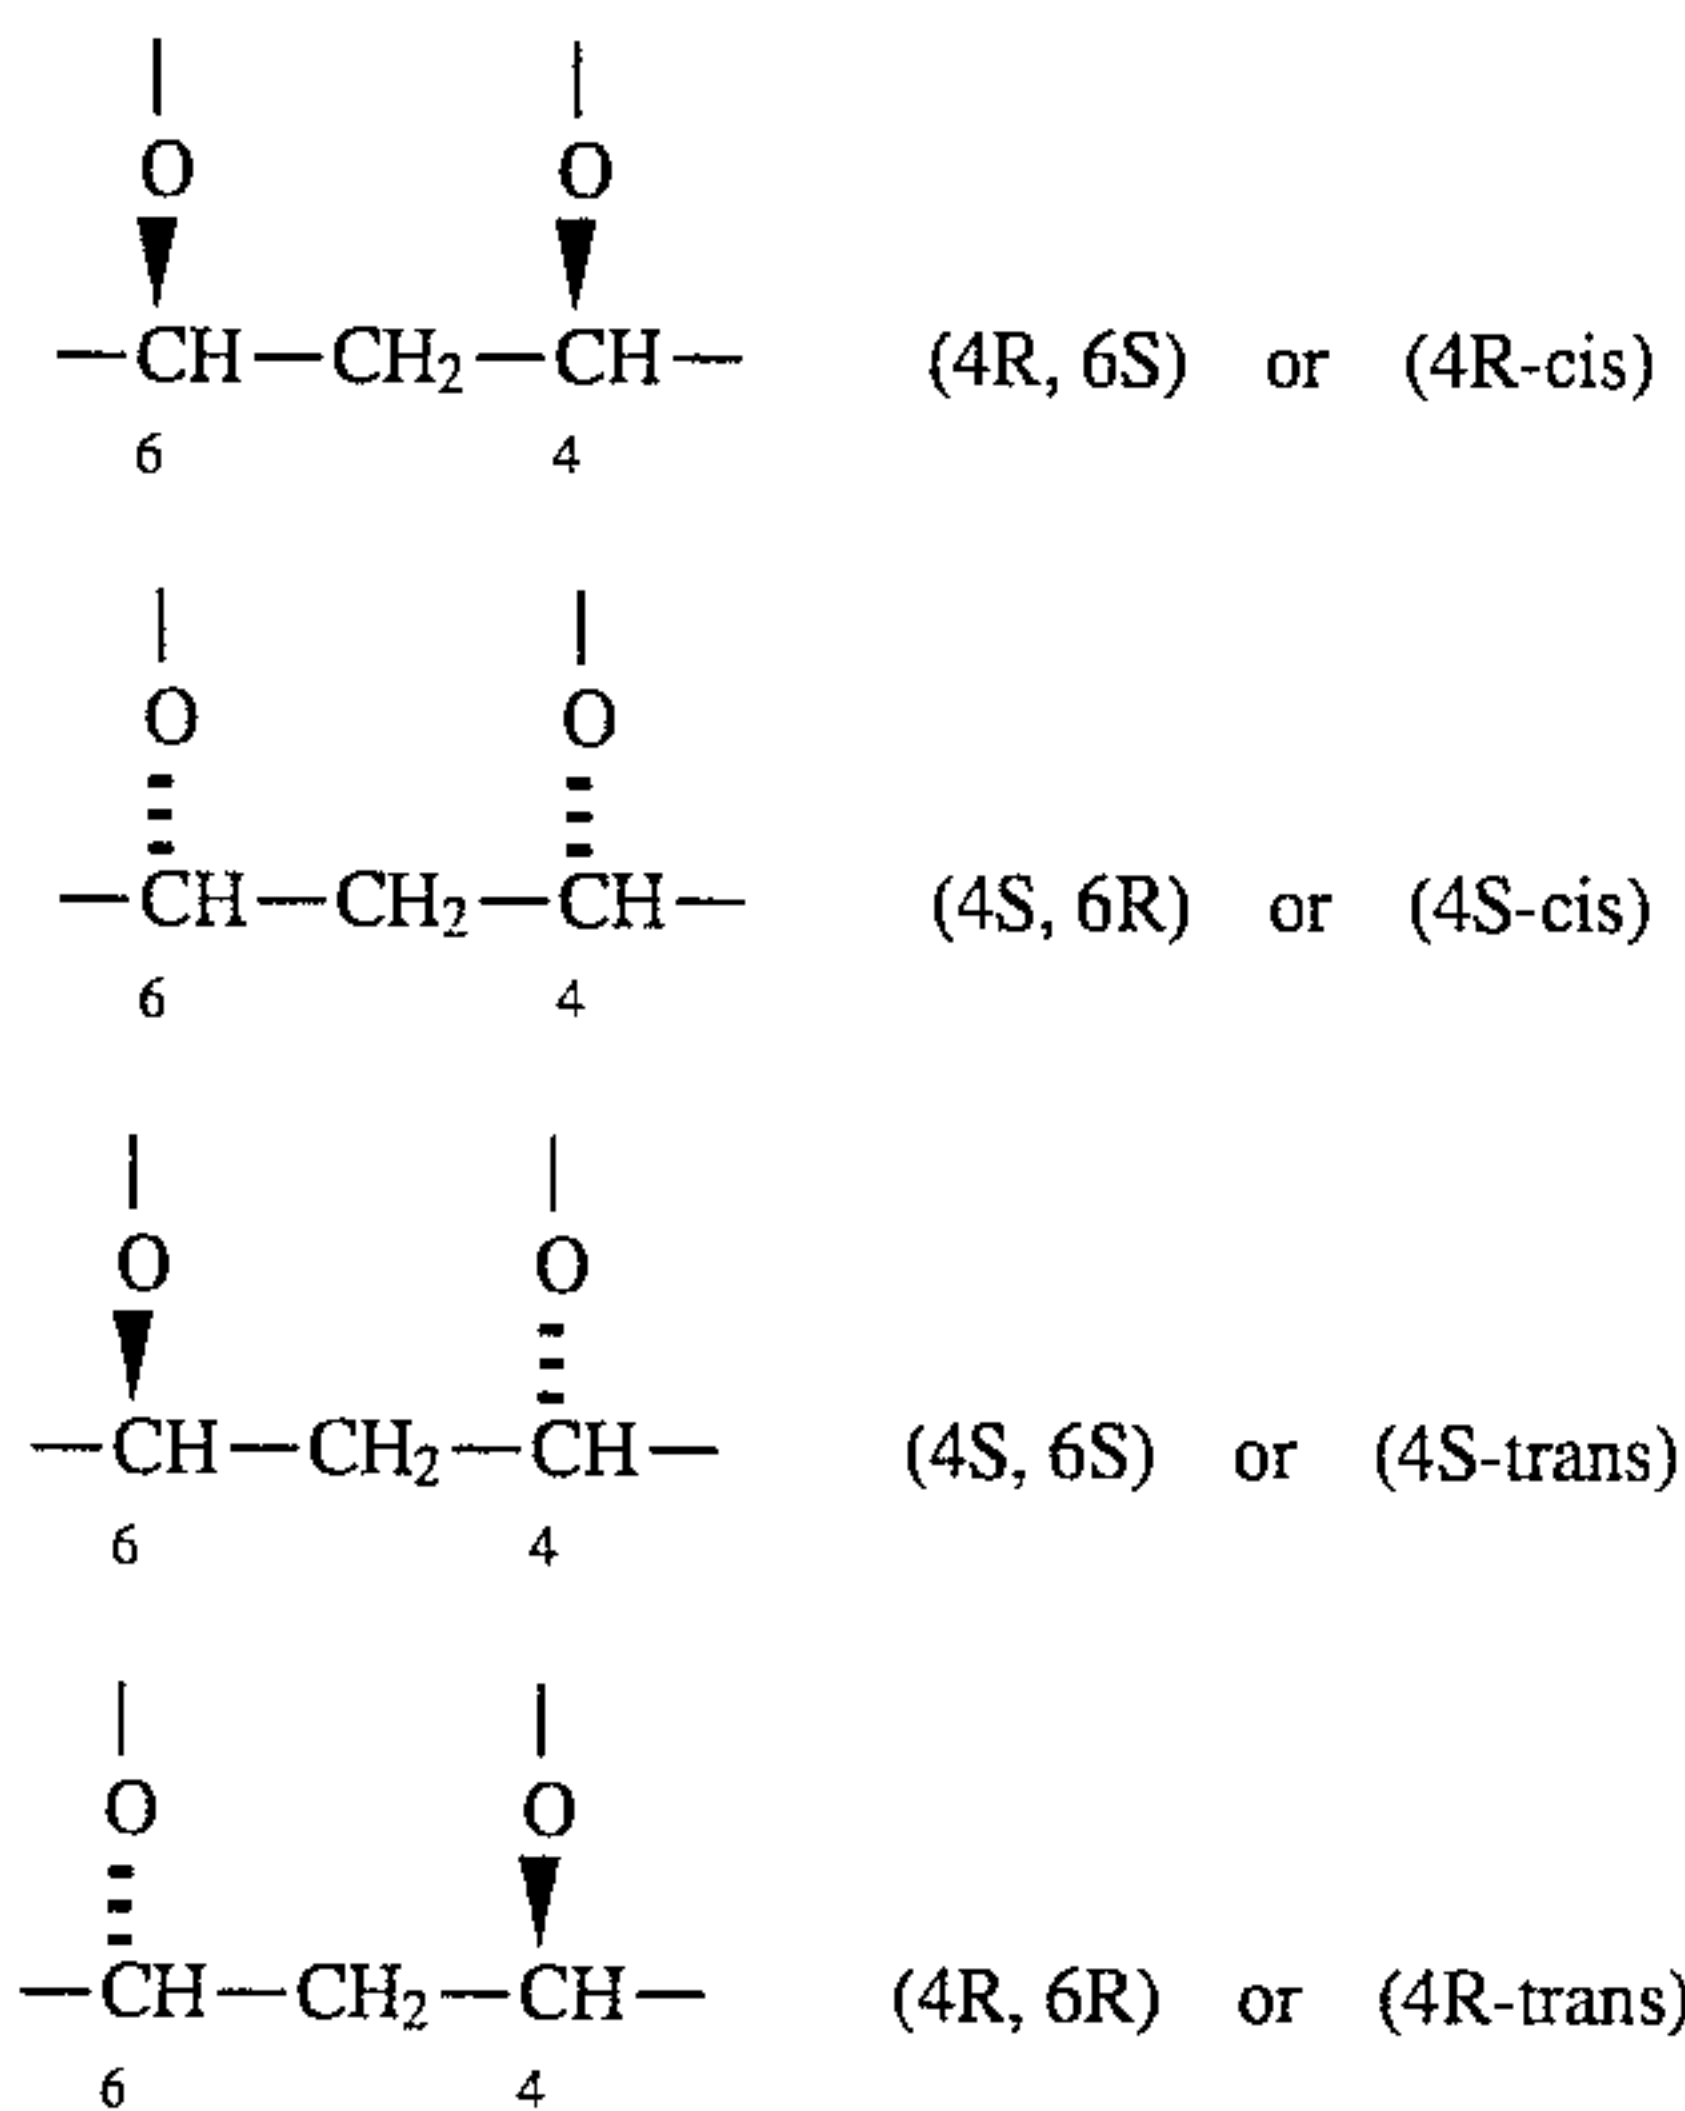 O O
CH—CH₂—CH (4R, 6S) or (4R-cis)
6 4
O O
CH—CH₂—CH (4S, 6R) or (4S-cis)
6 4
O O
CH—CH₂—CH (4S, 6S) or (4S-trans)
6 4
O O
CH—CH₂—CH (4R, 6R) or (4R-trans)
6 4